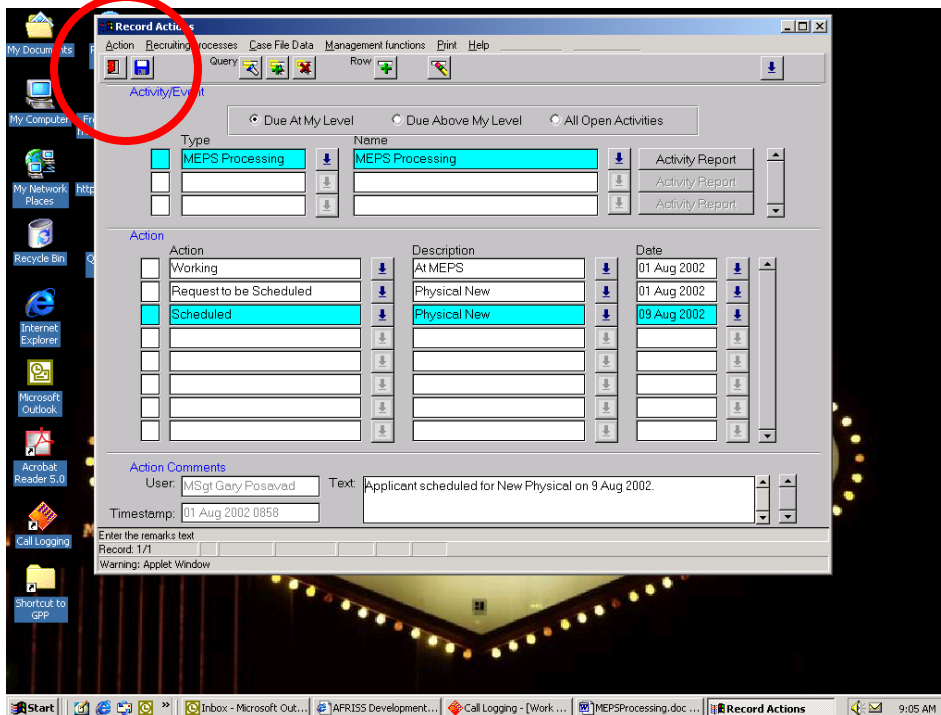 Record Actions
Action Recruiting Processes Case File Data Management functions Print Help
Query Row
Activity/Event
Due At My Level Due Above My Level All Open Activities
Type Name
MEPS Processing MEPS Processing Activity Report
Activity Report
Activity Report
Action
Action Description Date
Working At MEPS 01 Aug 2002
Request to be Scheduled Physical New 01 Aug 2002
Scheduled Physical New 09 Aug 2002
Action Comments
User: MSgt Gary Posavad Text: Applicant scheduled for New Physical on 9 Aug 2002.
Timestamp: 01 Aug 2002 0858
Enter the remarks text
Record: 1/1
Warning: Applet Window
My Documents
My Computer
My Network
Places
http
Recycle Bin
Internet
Explorer
Microsoft
Outlook
Acrobat
Reader 5.0
Call Logging
Shortcut to
GPP
Start » Inbox - Microsoft Out... AFRISS Development... Call Logging - [Work ... MEPSProcessing.doc ... Record Actions 9:05 AM